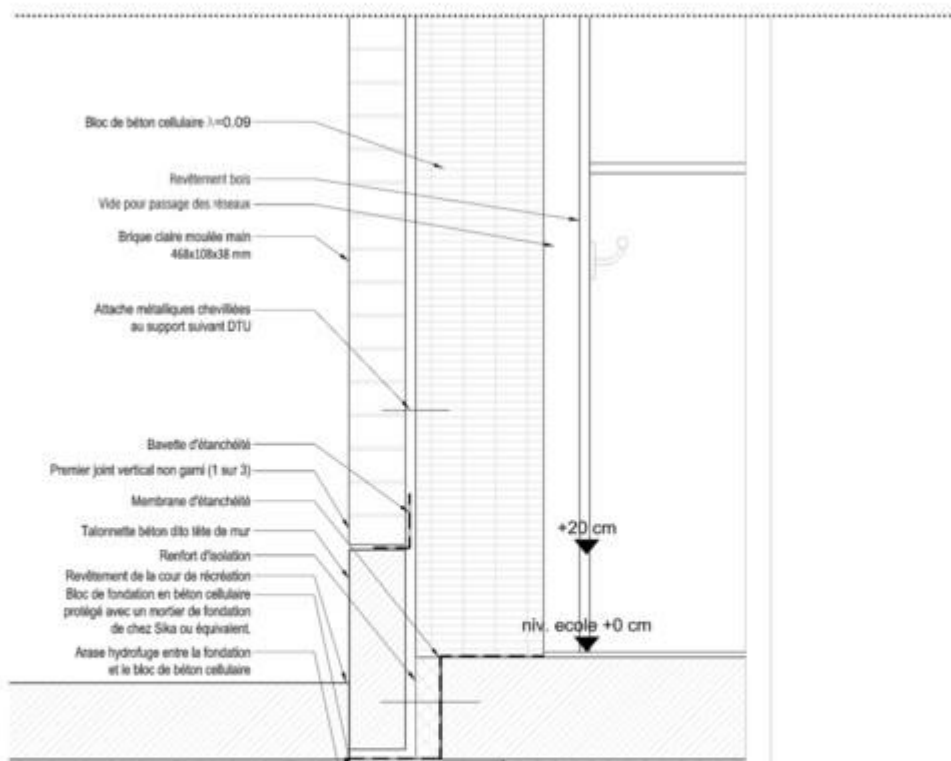 Bloc de béton cellulaire λ=0.09
Revêtement bois
Vide pour passage des réseaux
Brique claire moulée main
468x108x38 mm
Attache métalliques chevillées
au support suivant DTU
Bavette d'étanchéité
Premier joint vertical non garni (1 sur 3)
Membrane d'étanchéité
Talonnette béton dito tête de mur
Renfort d'isolation
Revêtement de la cour de récréation
Bloc de fondation en béton cellulaire
protégé avec un mortier de fondation
de chez Sika ou équivalent.
Arase hydrofuge entre la fondation
et le bloc de béton cellulaire
+20 cm
niv. ecole +0 cm